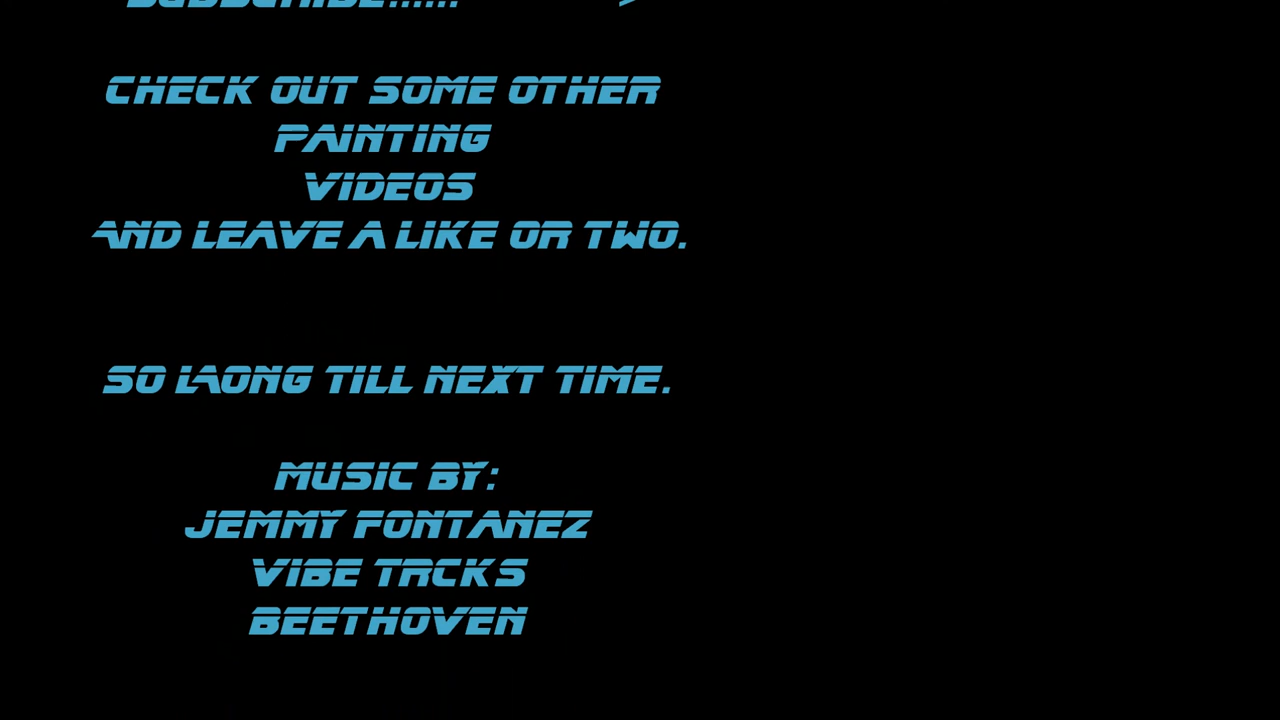 SUBSCRIBE...... >
CHECK OUT SOME OTHER
PAINTING
VIDEOS
AND LEAVE A LIKE OR TWO.
SO LAONG TILL NEXT TIME.
MUSIC BY:
JEMMY FONTANEZ
VIBE TRCKS
BEETHOVEN